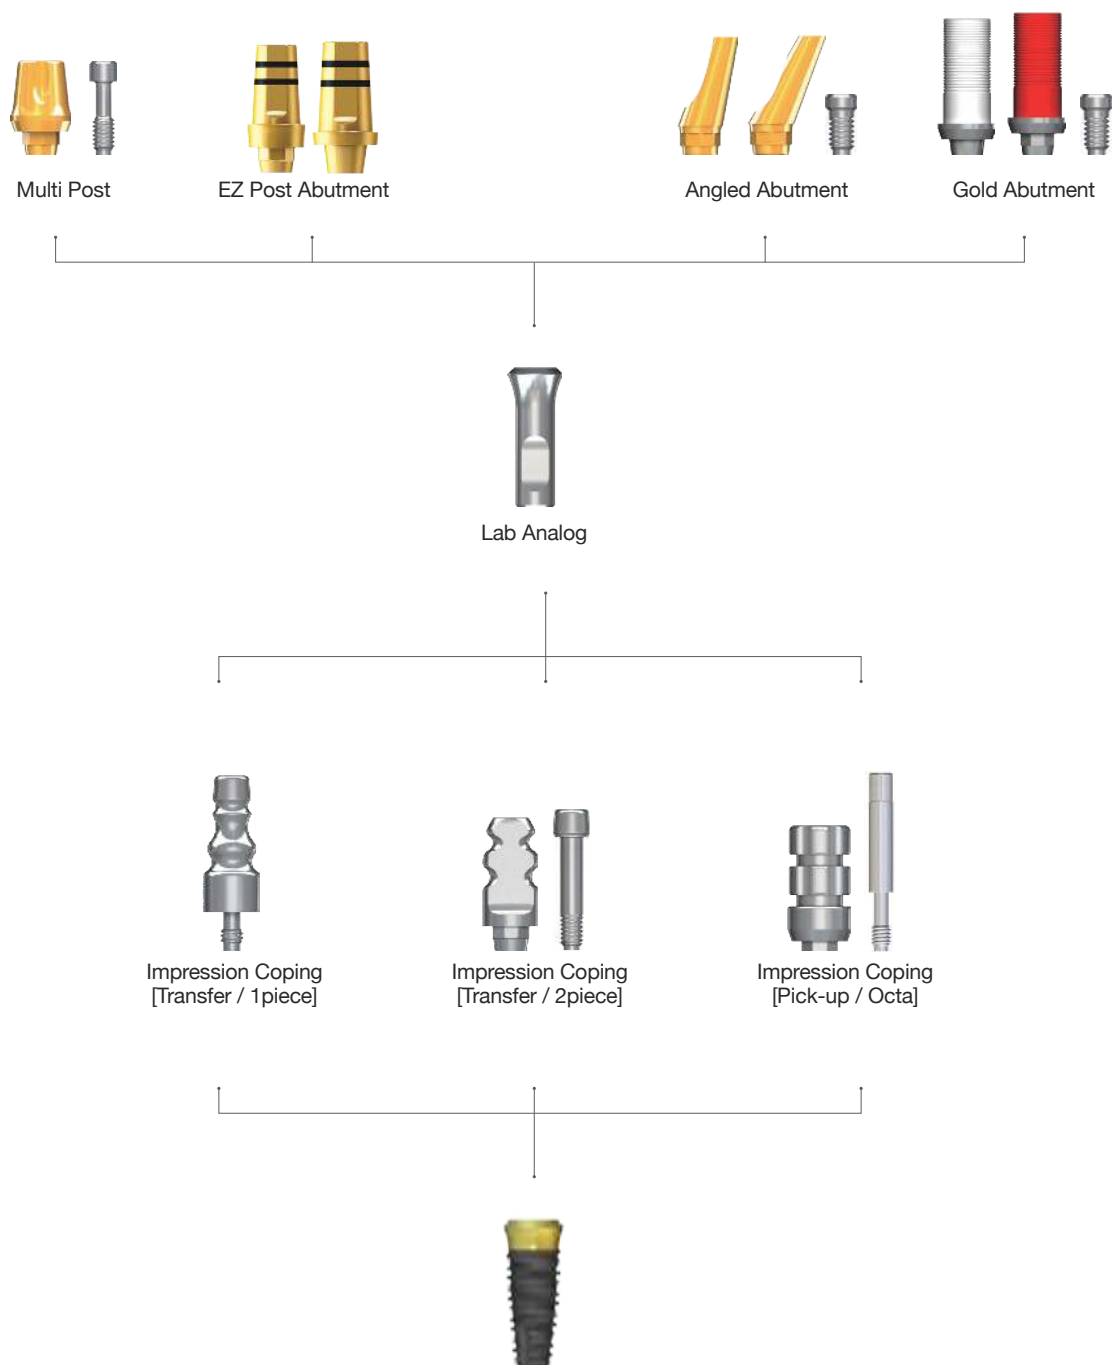 Multi Post
EZ Post Abutment
Angled Abutment
Gold Abutment
Lab Analog
Impression Coping
[Transfer / 1piece]
Impression Coping
[Transfer / 2piece]
Impression Coping
[Pick-up / Octa]